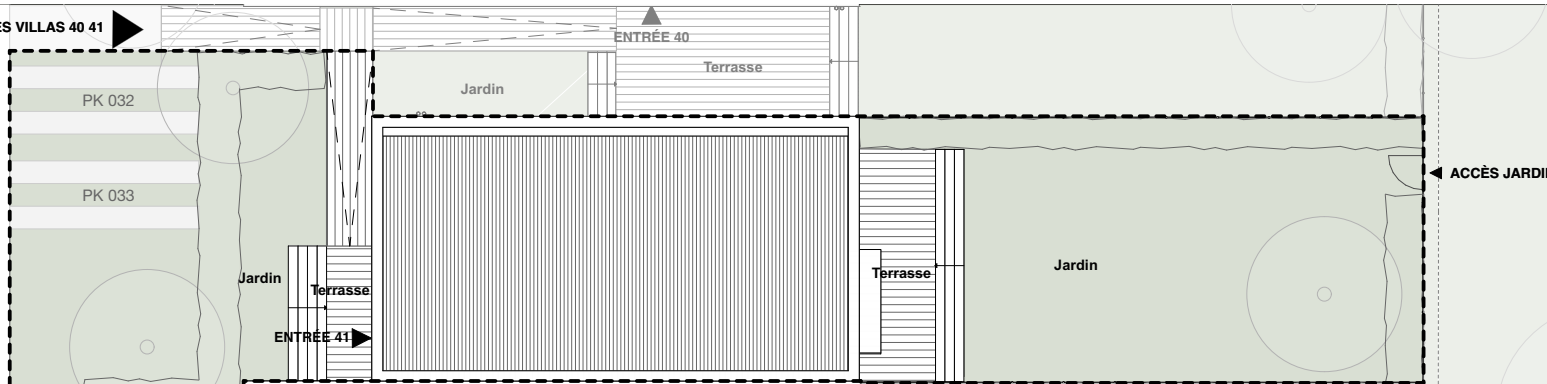 ES VILLAS 40 41
ENTRÉE 40
Terrasse
Jardin
PK 032
ACCÈS JARDI
PK 033
Jardin
Terrasse
ENTRÉE 41
Terrasse
Jardin